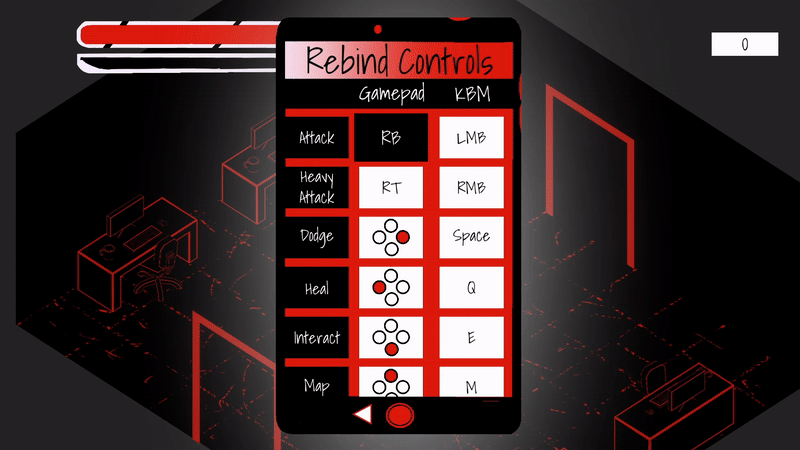 0
Rebind Controls
Gamepad KBM
Attack RB LMB
Heavy
Attack RT RMB
Dodge Space
Heal Q
Interact E
Map M